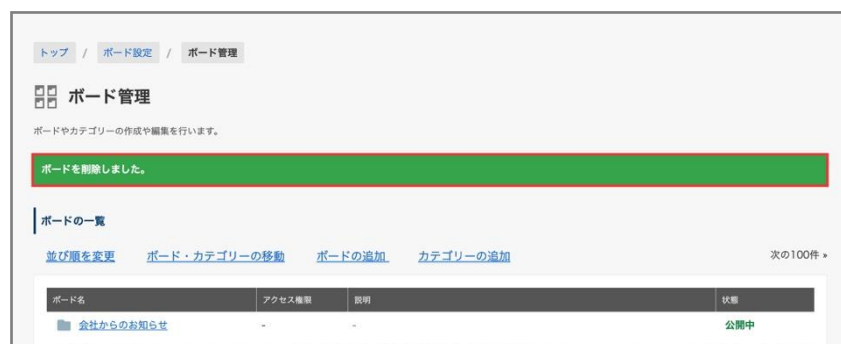 トップ / ボード設定 / ボード管理
ボード管理
ボードやカテゴリーの作成や編集を行います。
ボードを削除しました。
ボードの一覧
並び順を変更 ボード・カテゴリーの移動 ボードの追加 カテゴリーの追加 次の100件 »
ボード名 アクセス権限 説明 状態
会社からのお知らせ - - 公開中